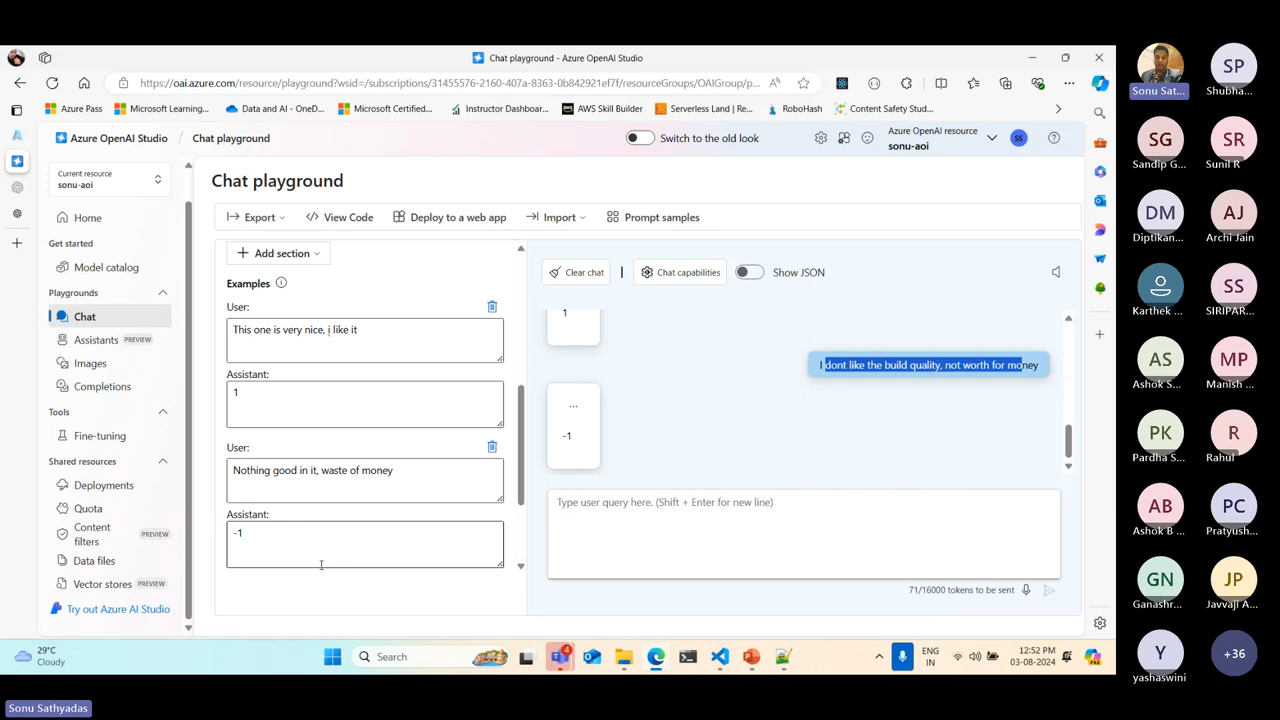 Chat playground - Azure OpenAI Studio
https://oai.azure.com/resource/playground?wsid=/subscriptions/31455576-2160-407a-8363-0b842921ef7f/resourceGroups/OAIGroup/p...
Azure Pass
Microsoft Learning...
Data and AI - OneD...
Microsoft Certified...
Instructor Dashboar...
AWS Skill Builder
Serverless Land | Re...
RoboHash
Content Safety Stud...
Azure OpenAI Studio / Chat playground
Switch to the old look
Azure OpenAI resource
sonu-aoi
SS
Current resource
sonu-aoi
Home
Get started
Model catalog
Playgrounds
Chat
Assistants PREVIEW
Images
Completions
Tools
Fine-tuning
Shared resources
Deployments
Quota
Content filters PREVIEW
Data files
Vector stores PREVIEW
Try out Azure AI Studio
Chat playground
Export
View Code
Deploy to a web app
Import
Prompt samples
Add section
Examples
User:
This one is very nice, i like it
Assistant:
1
User:
Nothing good in it, waste of money
Assistant:
-1
Clear chat
Chat capabilities
Show JSON
1
I dont like the build quality, not worth for money
...
-1
Type user query here. (Shift + Enter for new line)
71/16000 tokens to be sent
29°C
Cloudy
Search
4
ENG
IN
12:52 PM
03-08-2024
Sonu Sat...
SP
Shubha...
SG
Sandip G...
SR
Sunil R
DM
Diptikan...
AJ
Archi Jain
Karthek ...
SS
SIRIPAR...
AS
Ashok S...
MP
Manish ...
PK
Pardha S...
R
Rahul
AB
Ashok B ...
PC
Pratyush...
GN
Ganashr...
JP
Javvaji A...
Y
yashaswini
+36
Sonu Sathyadas